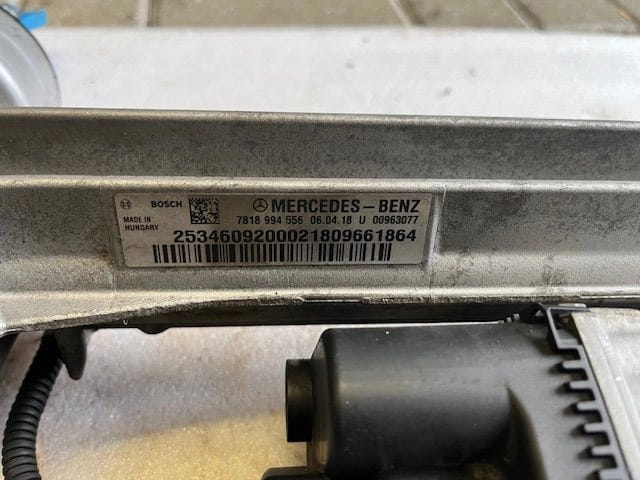 BOSCH
MERCEDES-BENZ
MADE IN
HUNGARY
7818 994 556 06.04.18 U 00963077
2534609200021809661864